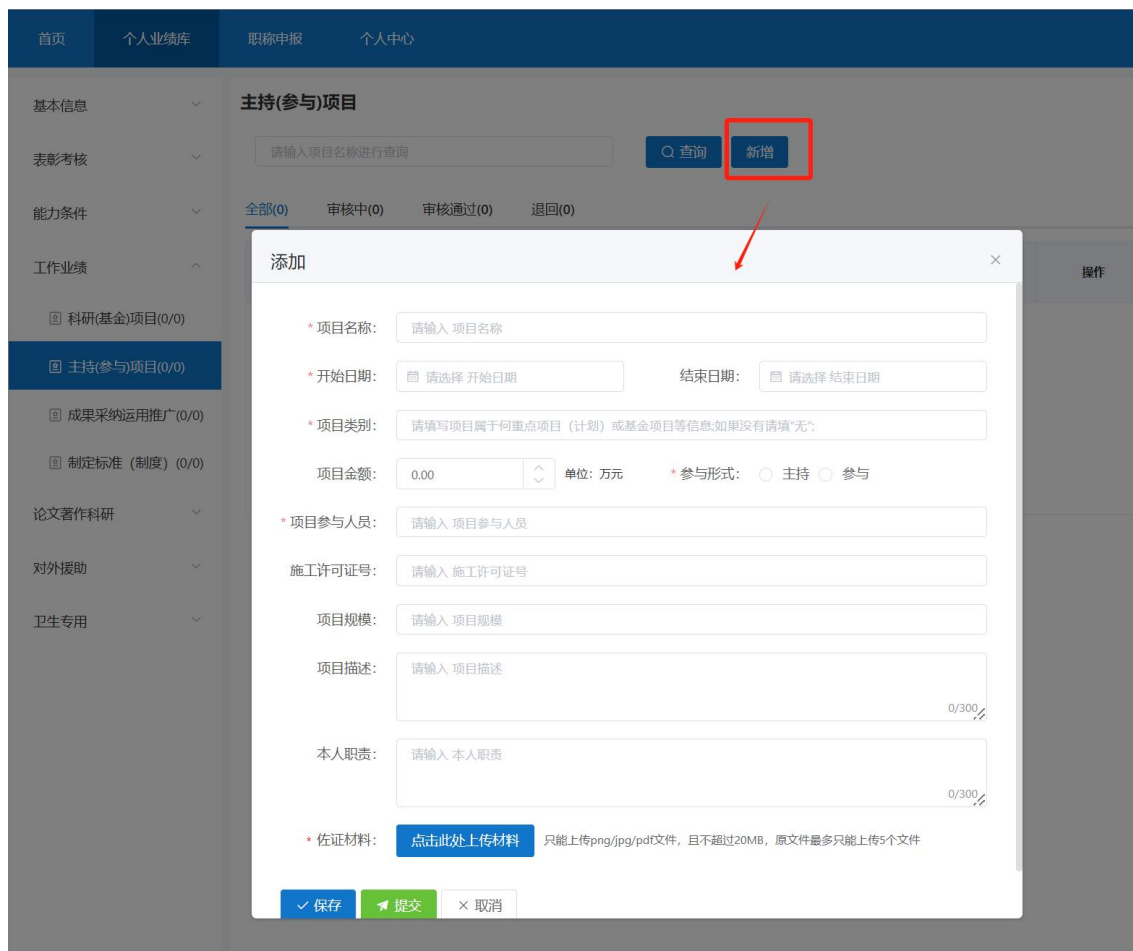 首页 个人业绩库 职称申报 个人中心
基本信息
表彰考核
能力条件
工作业绩
科研(基金)项目(0/0)
主持(参与)项目(0/0)
成果采纳运用推广(0/0)
制定标准（制度）(0/0)
论文著作科研
对外援助
卫生专用
主持(参与)项目
请输入项目名称进行查询 查询 新增
全部(0) 审核中(0) 审核通过(0) 退回(0)
操作
添加
* 项目名称： 请输入 项目名称
* 开始日期： 请选择 开始日期 结束日期： 请选择 结束日期
* 项目类别： 请填写项目属于何重点项目（计划）或基金项目等信息;如果没有请填"无";
项目金额： 0.00 单位：万元 * 参与形式： 主持 参与
* 项目参与人员： 请输入 项目参与人员
施工许可证号： 请输入 施工许可证号
项目规模： 请输入 项目规模
项目描述： 请输入 项目描述
0/300
本人职责： 请输入 本人职责
0/300
* 佐证材料： 点击此处上传材料 只能上传png/jpg/pdf文件，且不超过20MB，原文件最多只能上传5个文件
保存 提交 取消